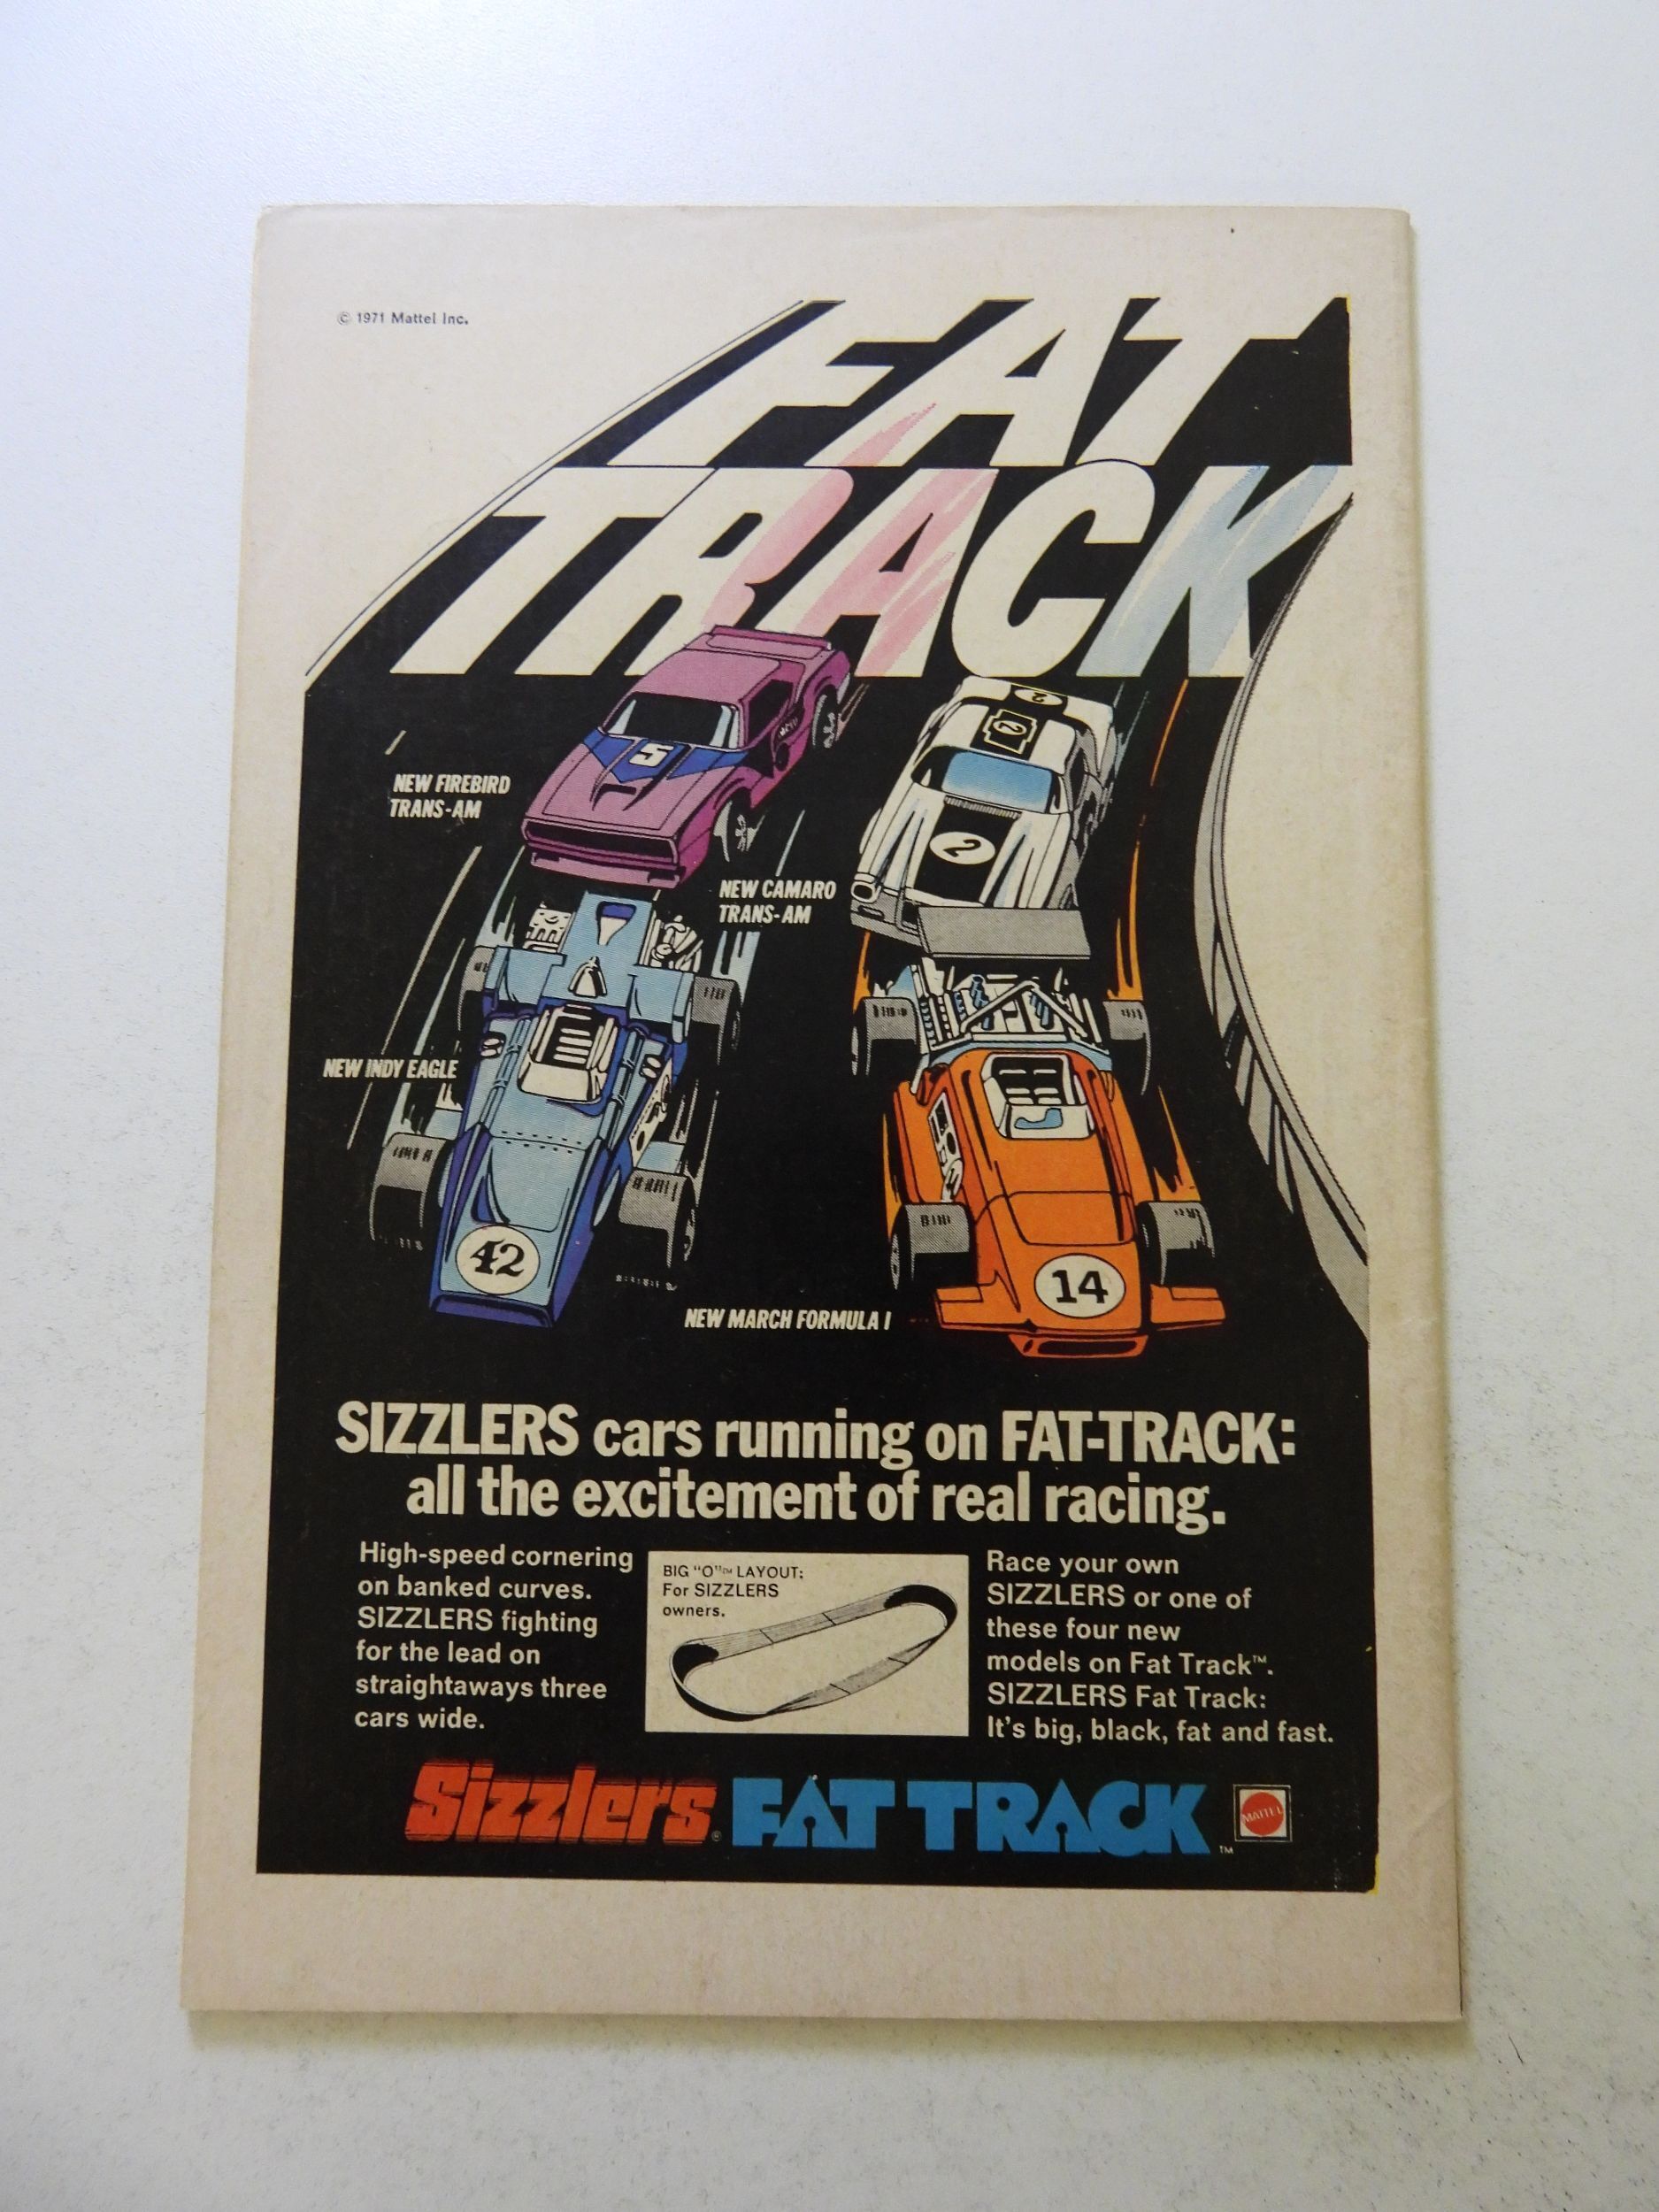 © 1971 Mattel Inc.
FAT
TRACK
5
2
2
2
NEW FIREBIRD
TRANS-AM
NEW CAMARO
TRANS-AM
NEW INDY EAGLE
42
14
NEW MARCH FORMULA I
SIZZLERS cars running on FAT-TRACK:
all the excitement of real racing.
High-speed cornering
on banked curves.
SIZZLERS fighting
for the lead on
straightaways three
cars wide.
BIG "O"™ LAYOUT:
For SIZZLERS
owners.
Race your own
SIZZLERS or one of
these four new
models on Fat Track™.
SIZZLERS Fat Track:
It's big, black, fat and fast.
Sizzlers® FAT TRACK™ MATTEL